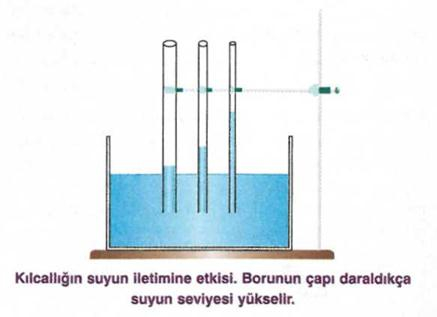 Kılcallığın suyun iletimine etkisi. Borunun çapı daraldıkça
suyun seviyesi yükselir.